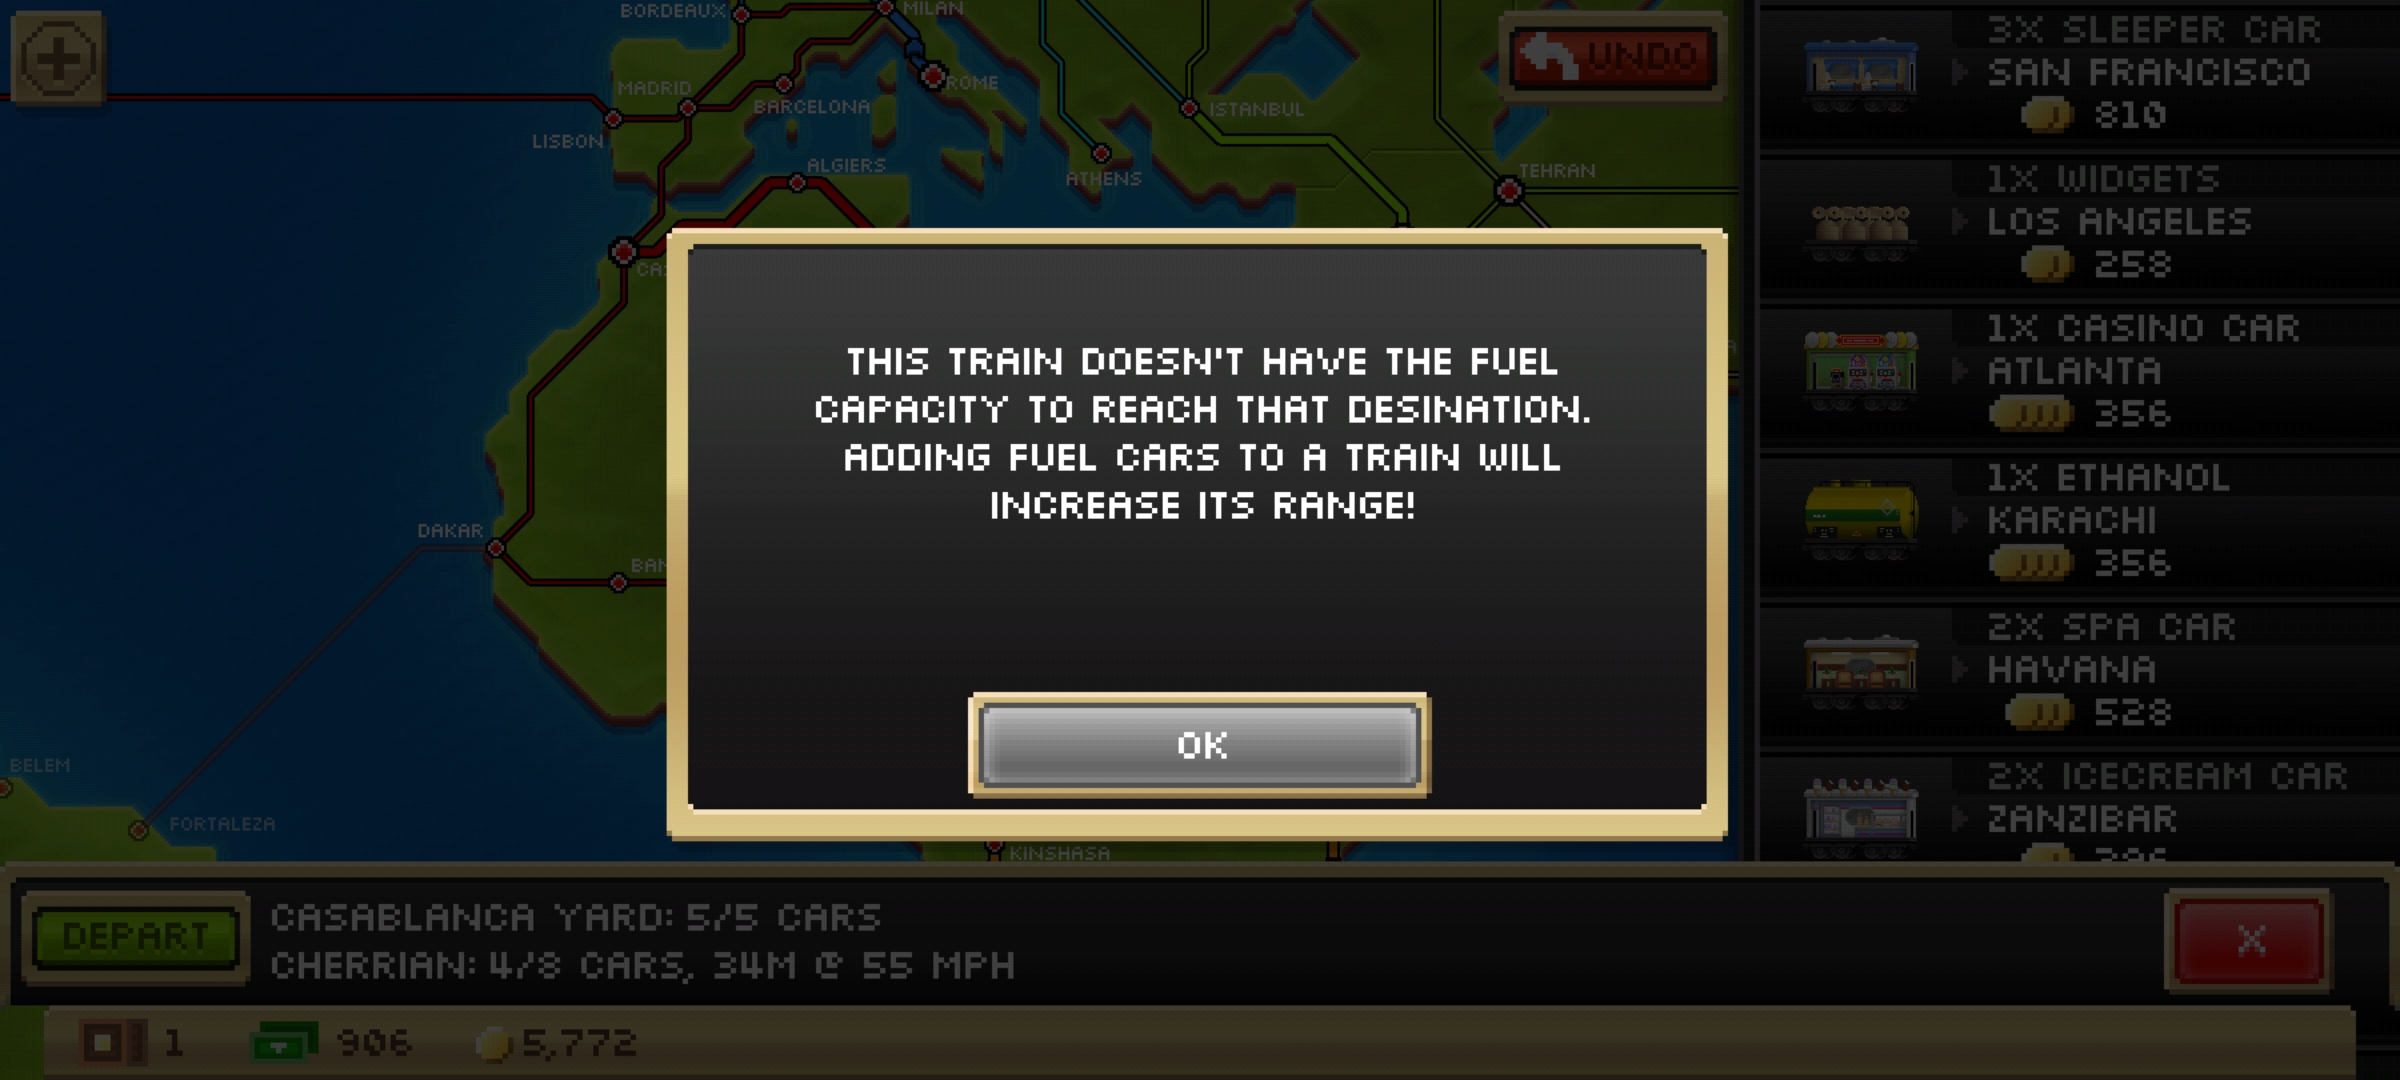 BORDEAUX
MILAN
MADRID
ROME
BARCELONA
LISBON
ISTANBUL
ALGIERS
ATHENS
TEHRAN
UNDO
CA
DAKAR
BAM
BELEM
FORTALEZA
KINSHASA
THIS TRAIN DOESN'T HAVE THE FUEL
CAPACITY TO REACH THAT DESINATION.
ADDING FUEL CARS TO A TRAIN WILL
INCREASE ITS RANGE!
OK
3X SLEEPER CAR
SAN FRANCISCO
810
1X WIDGETS
LOS ANGELES
258
1X CASINO CAR
ATLANTA
356
1X ETHANOL
KARACHI
356
2X SPA CAR
HAVANA
528
2X ICECREAM CAR
ZANZIBAR
DEPART
CASABLANCA YARD: 5/5 CARS
CHERRIAN: 4/8 CARS, 34M @ 55 MPH
X
1
906
5,772